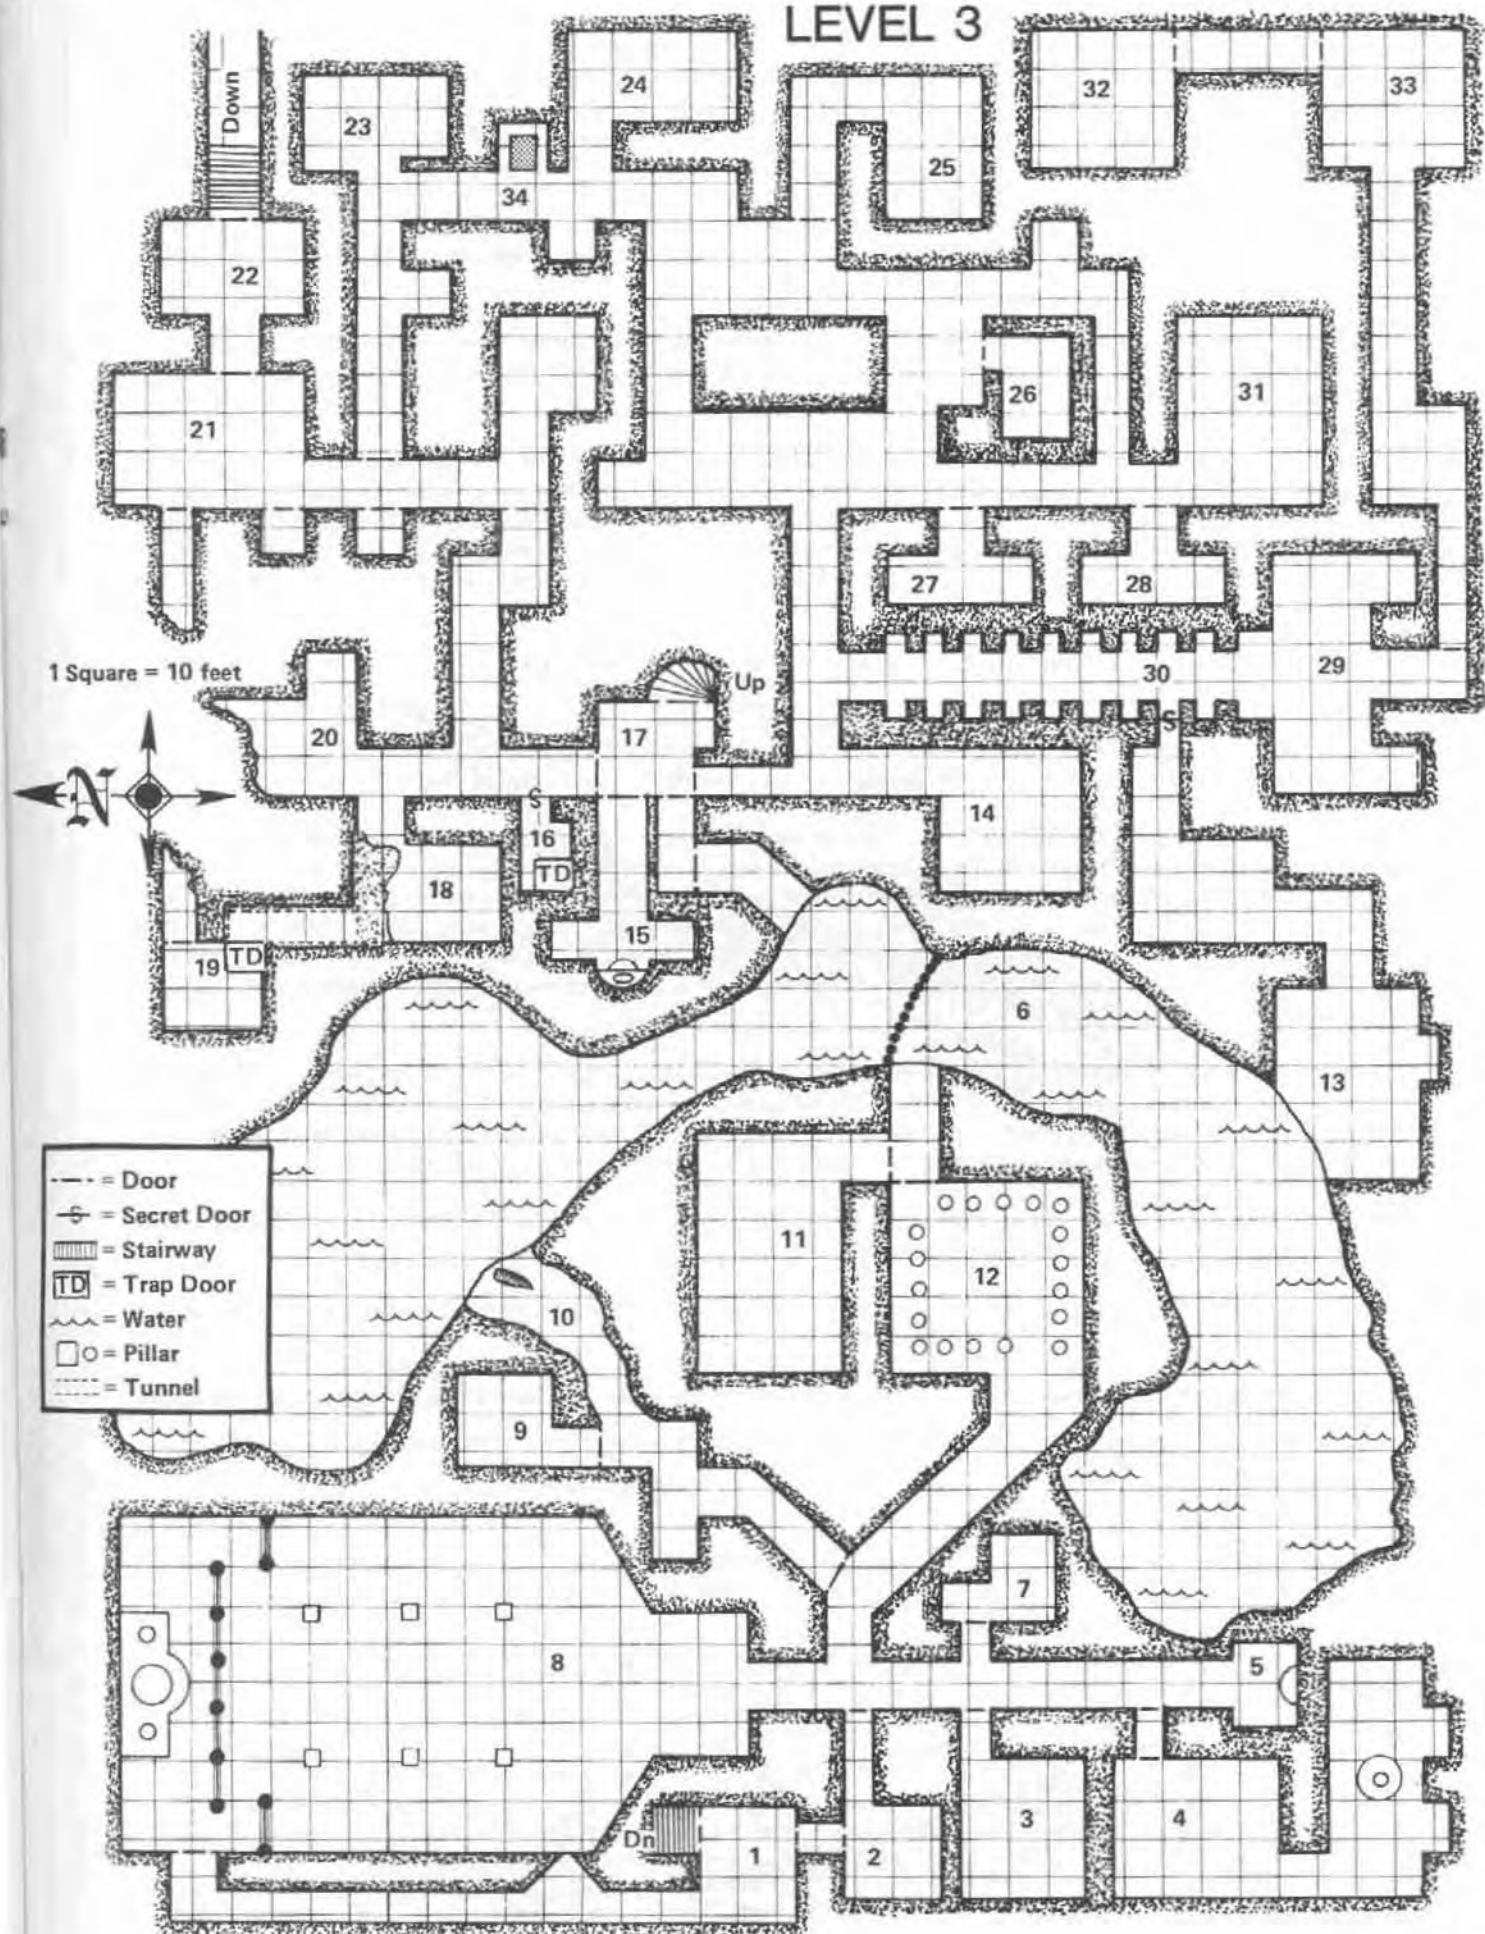 LEVEL 3
24
32
33
Down
23
25
34
22
26
31
21
27
28
1 Square = 10 feet
29
Up
30
S
20
17
N
S
14
16
TD
18
15
19
TD
6
13
- = Door
S = Secret Door
= Stairway
TD = Trap Door
= Water
= Pillar
= Tunnel
11
12
10
9
7
8
5
3
4
Dn
1
2